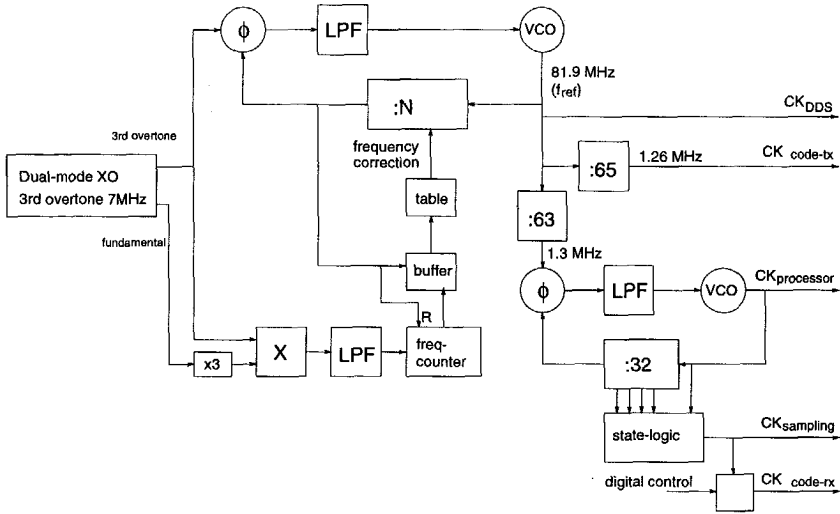 ϕ
LPF
VCO
81.9 MHz
(fref)
:N
CKDDS
3rd overtone
frequency
correction
:65
1.26 MHz
CK code-tx
Dual-mode XO
3rd overtone 7MHz
table
:63
fundamental
1.3 MHz
buffer
ϕ
LPF
VCO
CKprocessor
R
X
LPF
freq-
counter
x3
:32
state-logic
CKsampling
digital control
CK code-rx